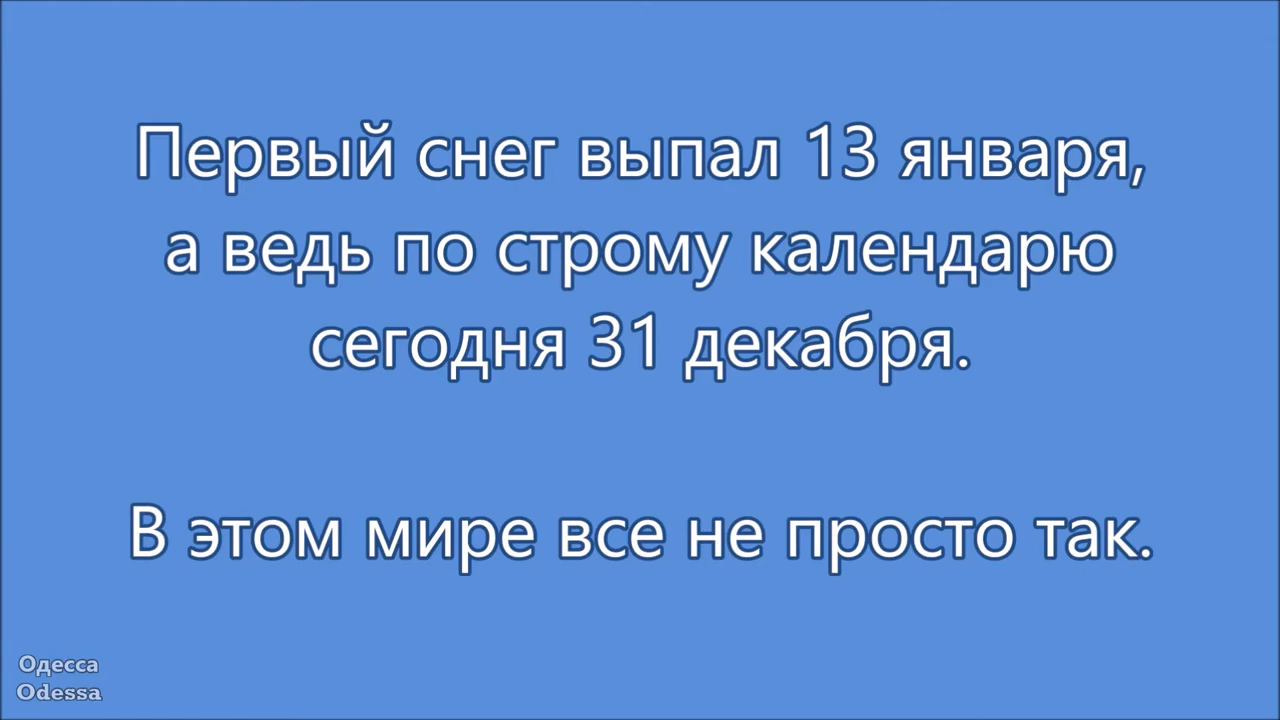 Первый снег выпал 13 января,
а ведь по строму календарю
сегодня 31 декабря.
В этом мире все не просто так.
Одесса
Odessa